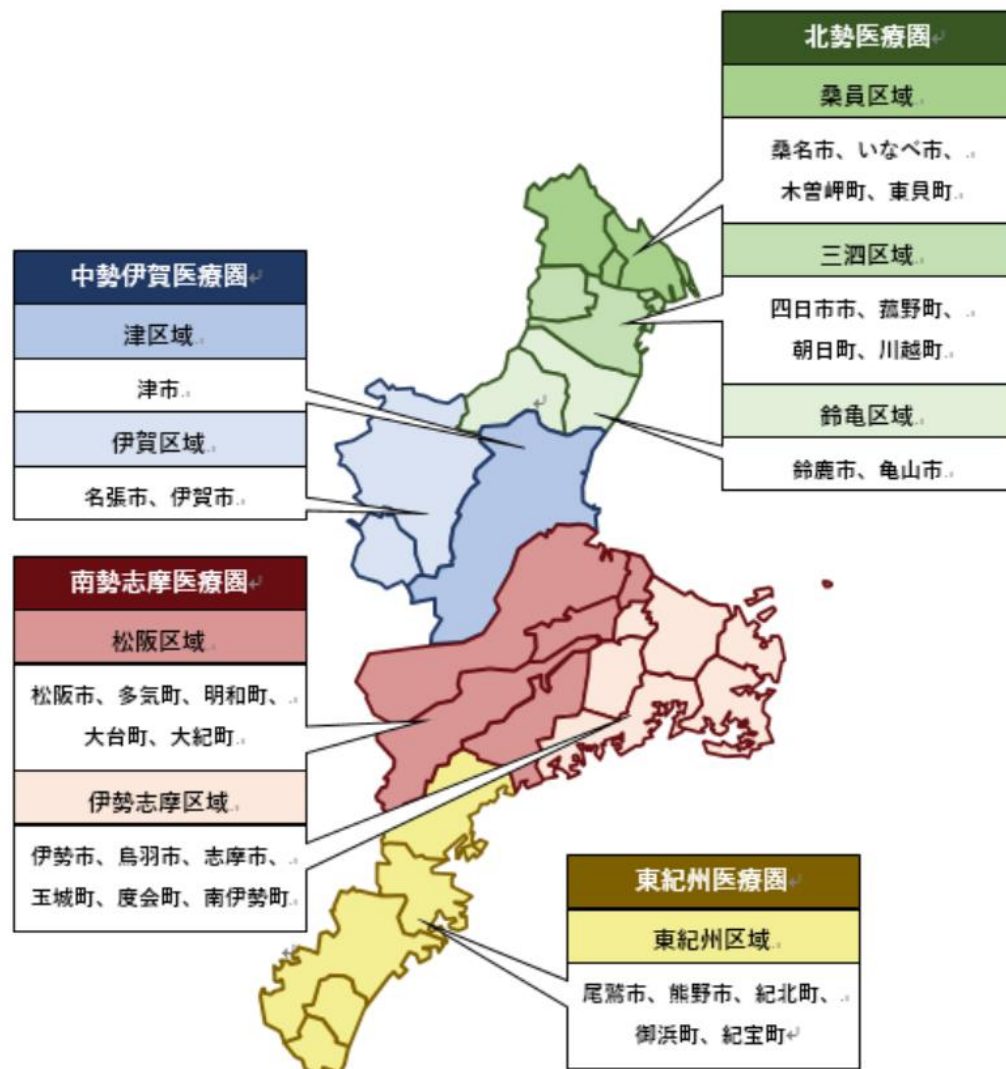 北勢医療圏
桑員区域
桑名市、いなべ市、
木曽岬町、東員町
三泗区域
四日市市、菰野町、
朝日町、川越町
鈴亀区域
鈴鹿市、亀山市
中勢伊賀医療圏
津区域
津市
伊賀区域
名張市、伊賀市
南勢志摩医療圏
松阪区域
松阪市、多気町、明和町、
大台町、大紀町
伊勢志摩区域
伊勢市、鳥羽市、志摩市、
玉城町、度会町、南伊勢町
東紀州医療圏
東紀州区域
尾鷲市、熊野市、紀北町、
御浜町、紀宝町